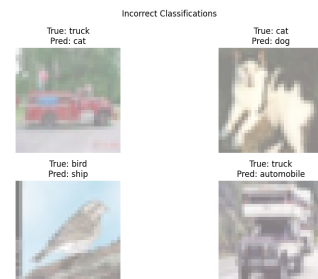 Incorrect Classifications
True: truck
Pred: cat
True: cat
Pred: dog
True: bird
Pred: ship
True: truck
Pred: automobile